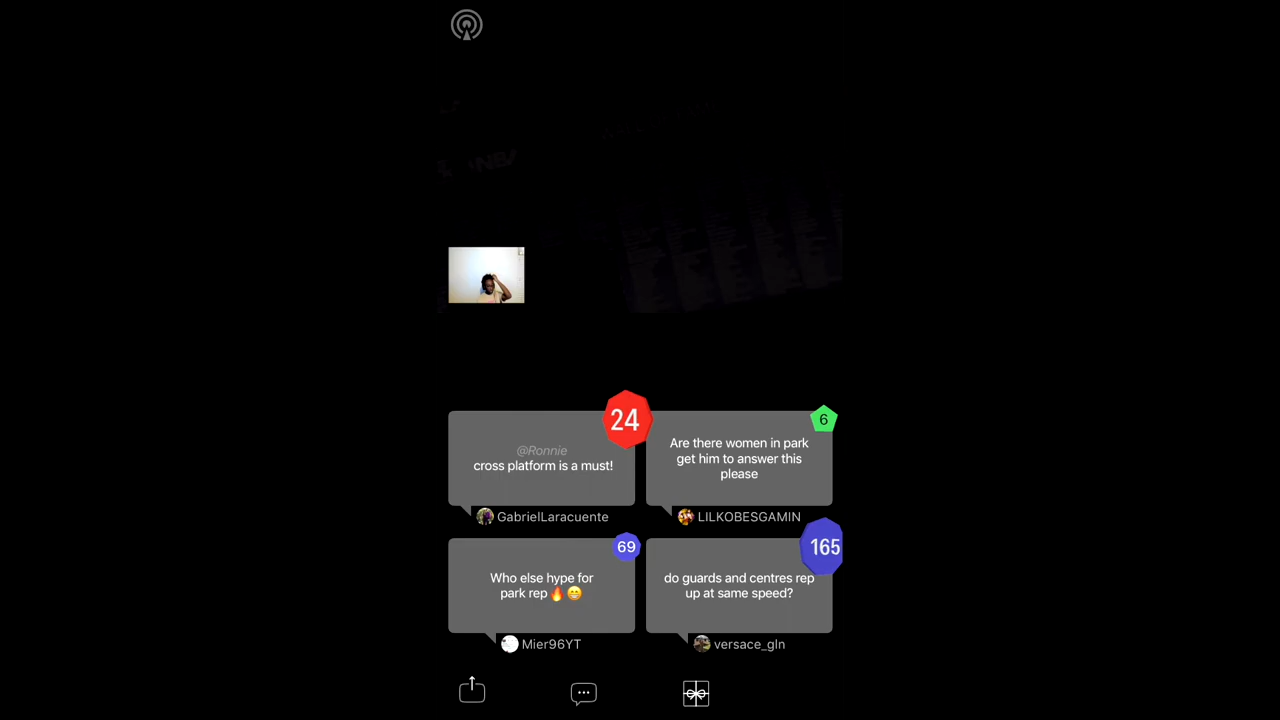 24
@Ronnie
cross platform is a must!
GabrielLaracuente
6
Are there women in park
get him to answer this
please
LILKOBESGAMIN
69
Who else hype for
park rep🔥😁
Mier96YT
165
do guards and centres rep
up at same speed?
versace_gln